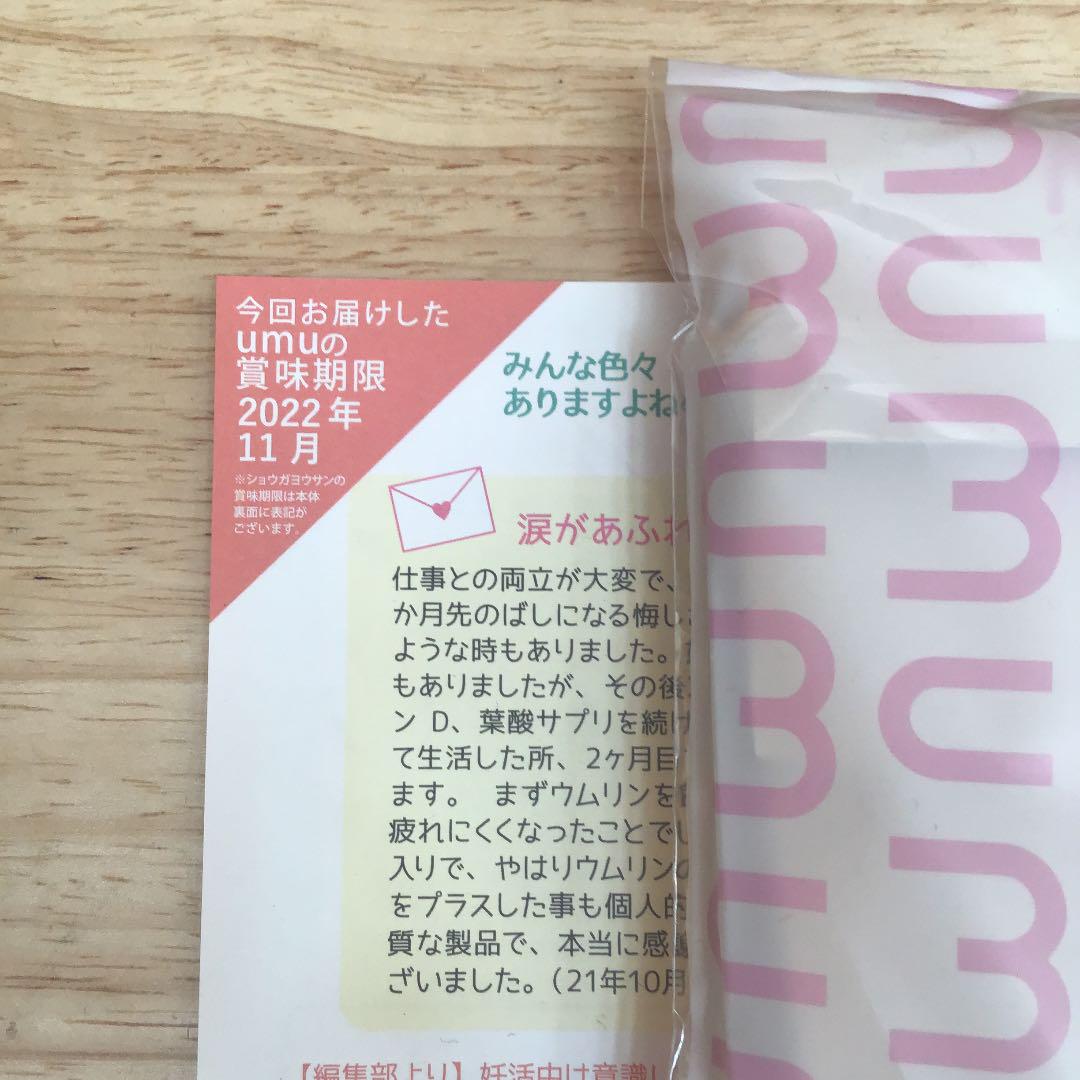 今回お届けした
umuの
賞味期限
2022年
11月
※ショウガヨウサンの
賞味期限は本体
裏面に表記が
ございます。
みんな色々
ありますよね
涙があふれ
仕事との両立が大変で、
か月先のばしになる悔し
ような時もありました。
もありましたが、その後
ン D、葉酸サプリを続け
て生活した所、2ヶ月目
ます。 まずウムリンを
疲れにくくなったことでし
入りで、やはりウムリンの
をプラスした事も個人的
質な製品で、本当に感謝
ざいました。（21年10月
【編集部より】妊活中は意識し
umu
umumum